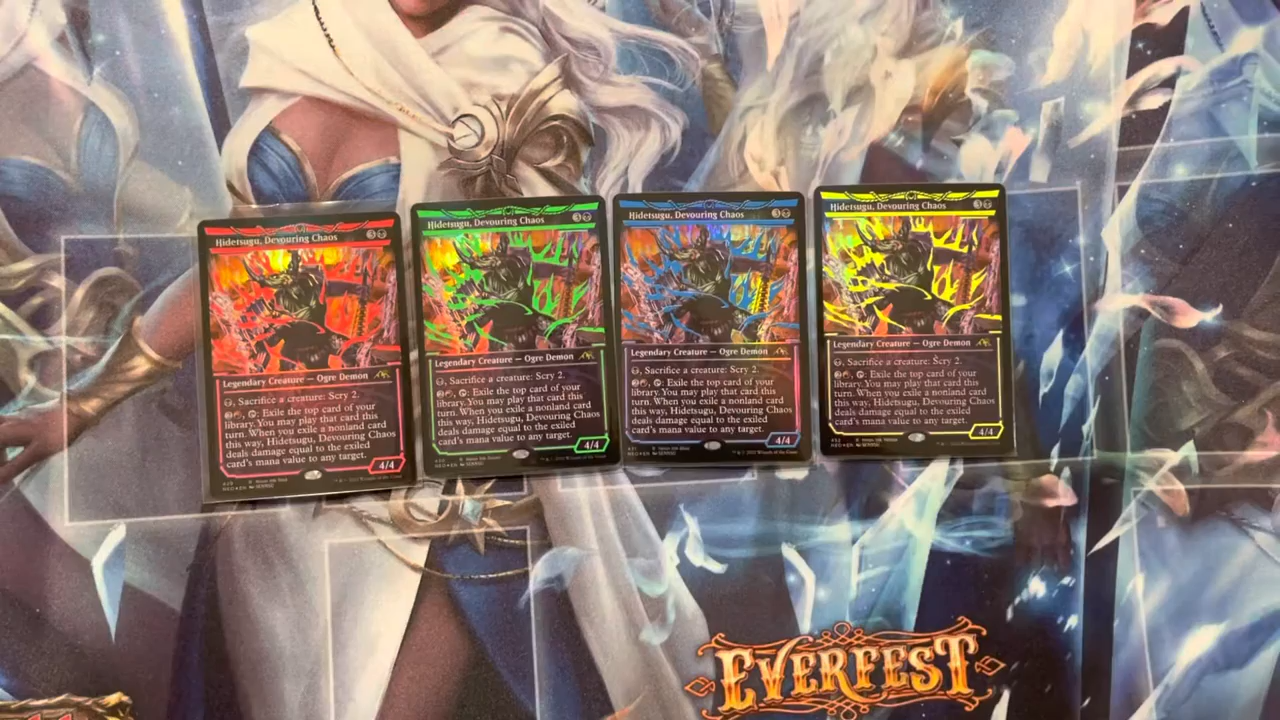 Hidetsugu, Devouring Chaos
3
Legendary Creature — Ogre Demon
, Sacrifice a creature: Scry 2.
2 , : Exile the top card of your
library. You may play that card this
turn. When you exile a nonland card
this way, Hidetsugu, Devouring Chaos
deals damage equal to the exiled
card's mana value to any target.
4/4
Hidetsugu, Devouring Chaos
3
Legendary Creature — Ogre Demon
, Sacrifice a creature: Scry 2.
2 , : Exile the top card of your
library. You may play that card this
turn. When you exile a nonland card
this way, Hidetsugu, Devouring Chaos
deals damage equal to the exiled
card's mana value to any target.
4/4
Hidetsugu, Devouring Chaos
3
Legendary Creature — Ogre Demon
, Sacrifice a creature: Scry 2.
2 , : Exile the top card of your
library. You may play that card this
turn. When you exile a nonland card
this way, Hidetsugu, Devouring Chaos
deals damage equal to the exiled
card's mana value to any target.
4/4
Hidetsugu, Devouring Chaos
3
Legendary Creature — Ogre Demon
, Sacrifice a creature: Scry 2.
2 , : Exile the top card of your
library. You may play that card this
turn. When you exile a nonland card
this way, Hidetsugu, Devouring Chaos
deals damage equal to the exiled
card's mana value to any target.
4/4
EVERFEST